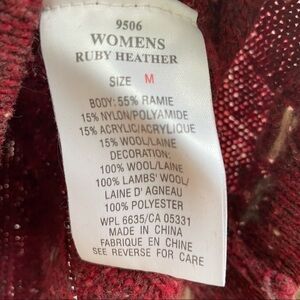 9506
WOMENS
RUBY HEATHER
SIZE M
BODY: 55% RAMIE
15% NYLON/POLYAMIDE
15% ACRYLIC/ACRYLIQUE
15% WOOL/LAINE
DECORATION:
100% WOOL/LAINE
100% LAMBS' WOOL/
LAINE D' AGNEAU
100% POLYESTER
WPL 6635/CA 05331
MADE IN CHINA
FABRIQUE EN CHINE
SEE REVERSE FOR CARE